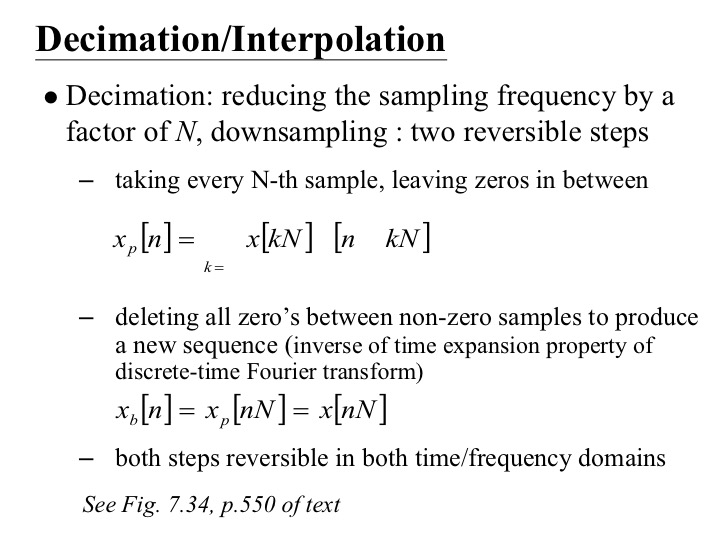 Decimation/Interpolation
● Decimation: reducing the sampling frequency by a
factor of N, downsampling : two reversible steps
– taking every N-th sample, leaving zeros in between
x_p[n] = x[kN] [n kN]
k =
– deleting all zero’s between non-zero samples to produce
a new sequence (inverse of time expansion property of
discrete-time Fourier transform)
x_b[n] = x_p[nN] = x[nN]
– both steps reversible in both time/frequency domains
See Fig. 7.34, p.550 of text